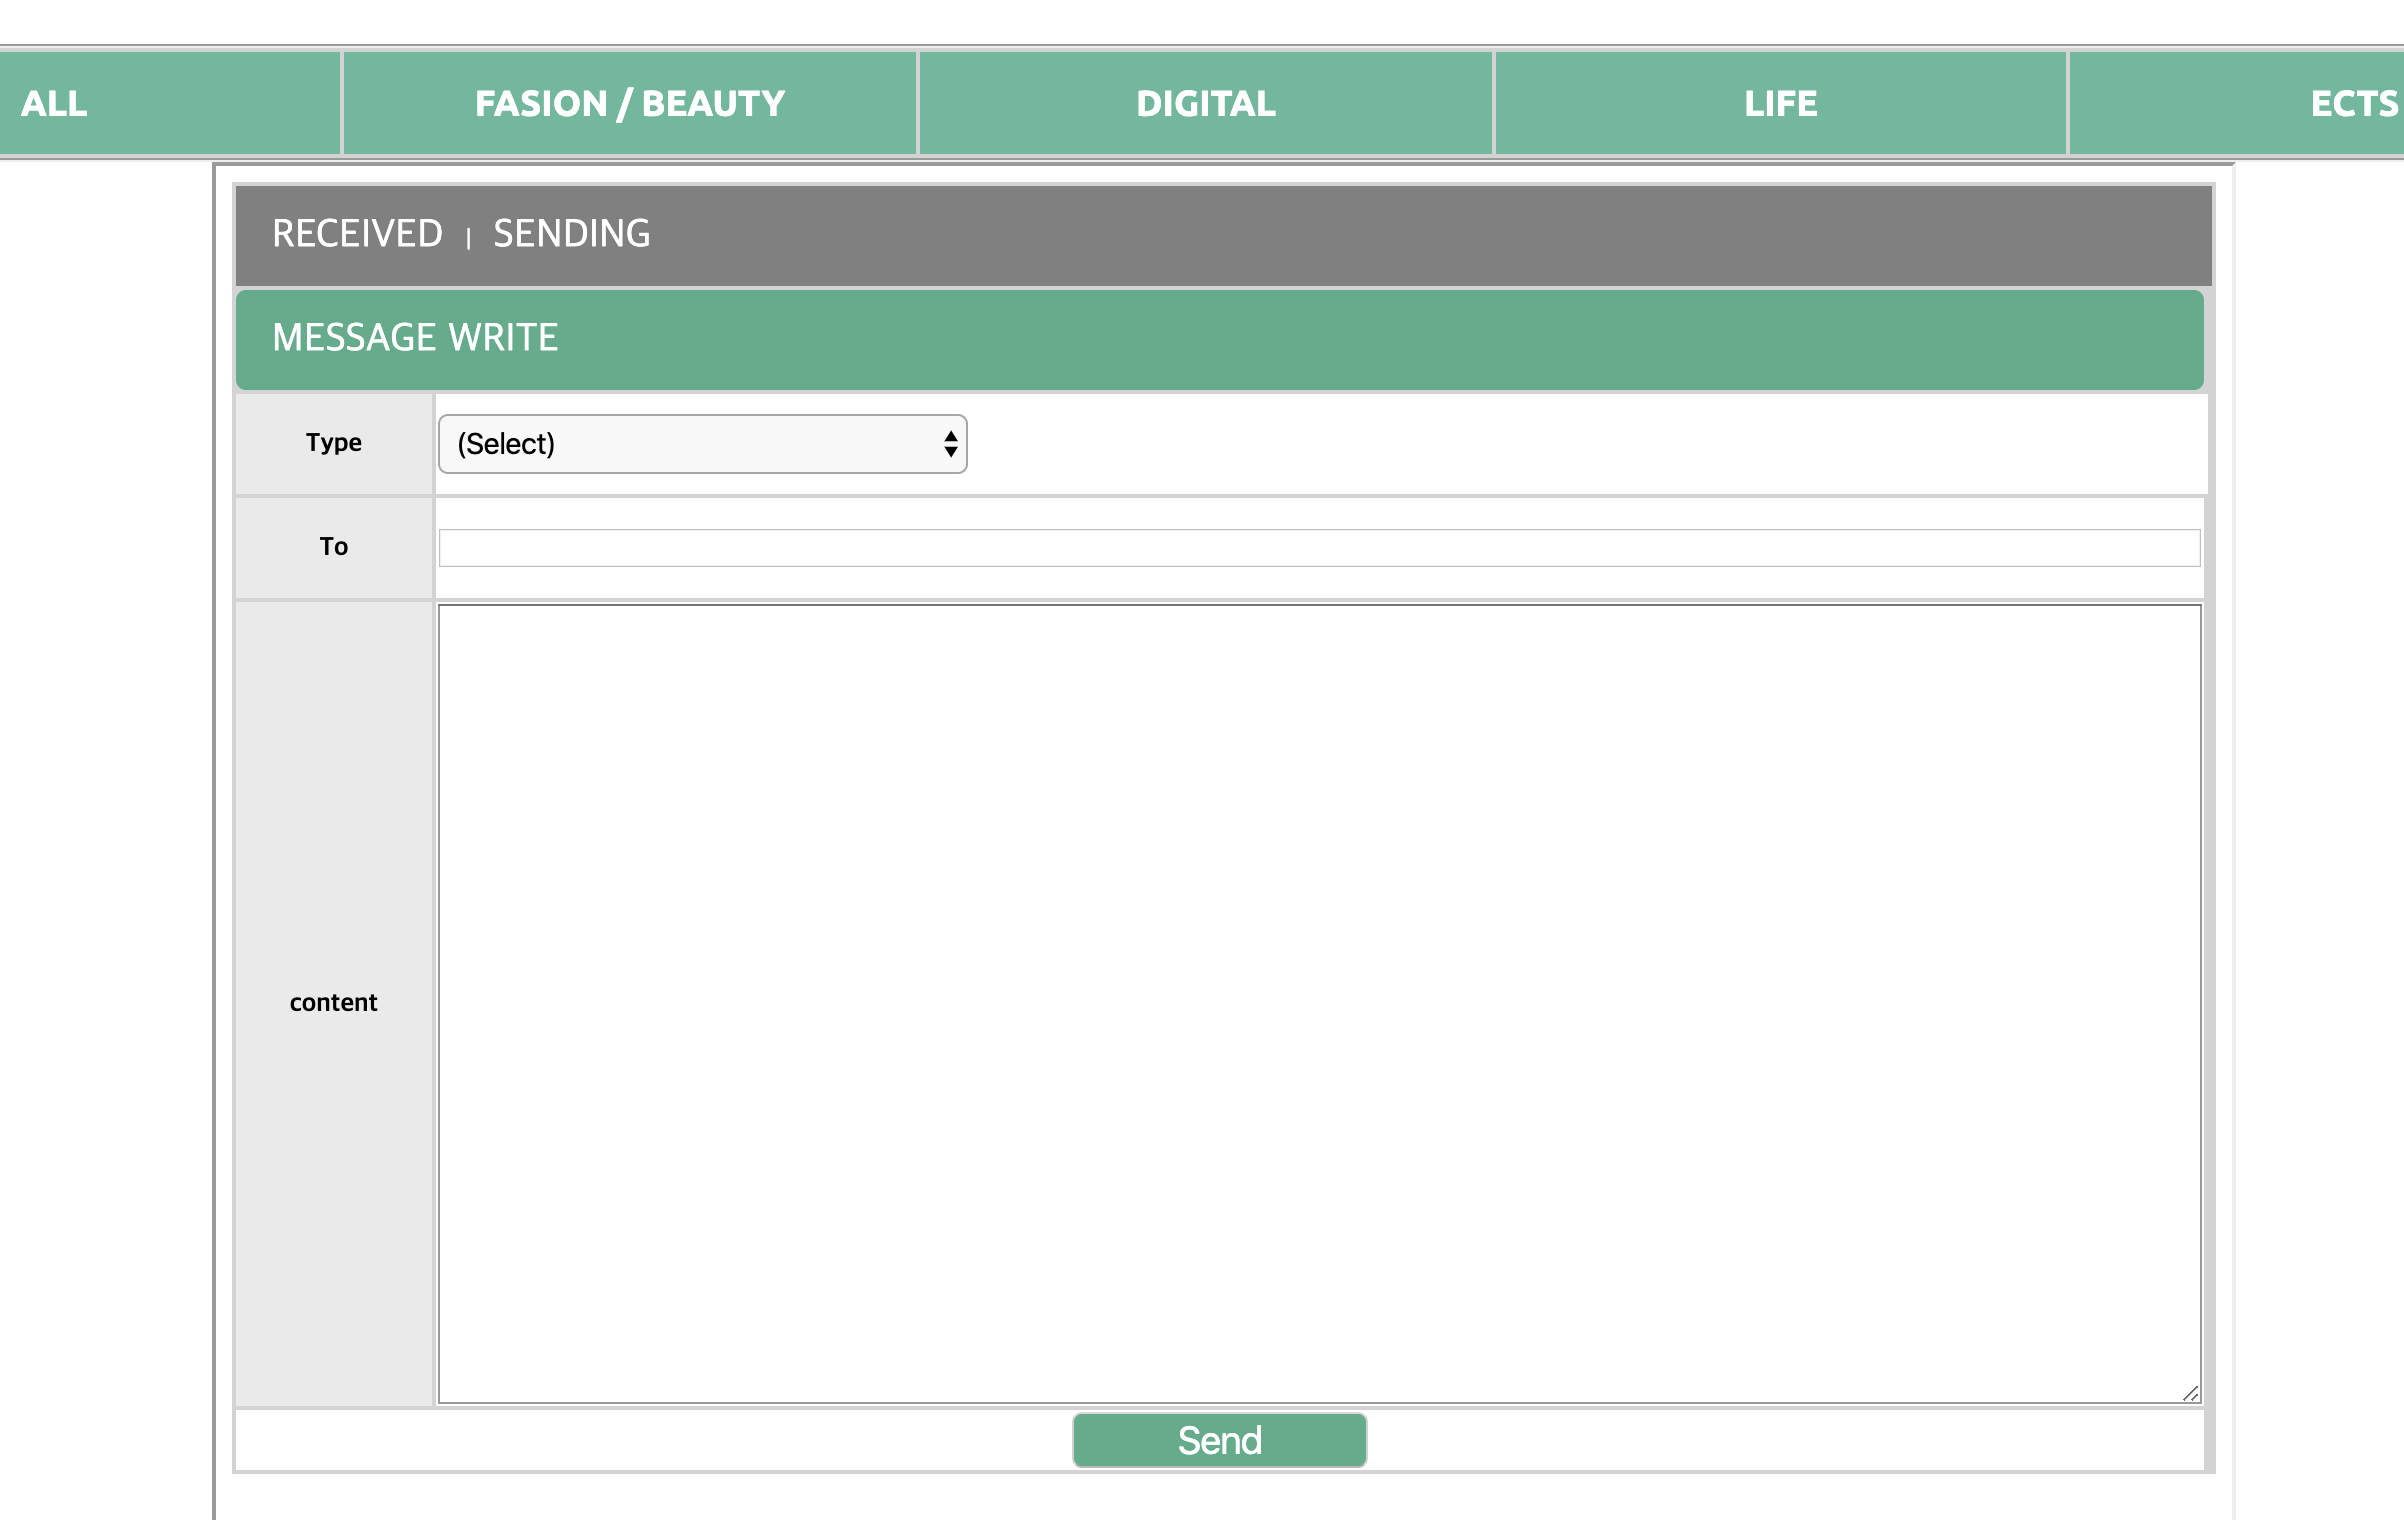 ALL FASION / BEAUTY DIGITAL LIFE ECTS
RECEIVED | SENDING
MESSAGE WRITE
Type (Select)
To
content
Send